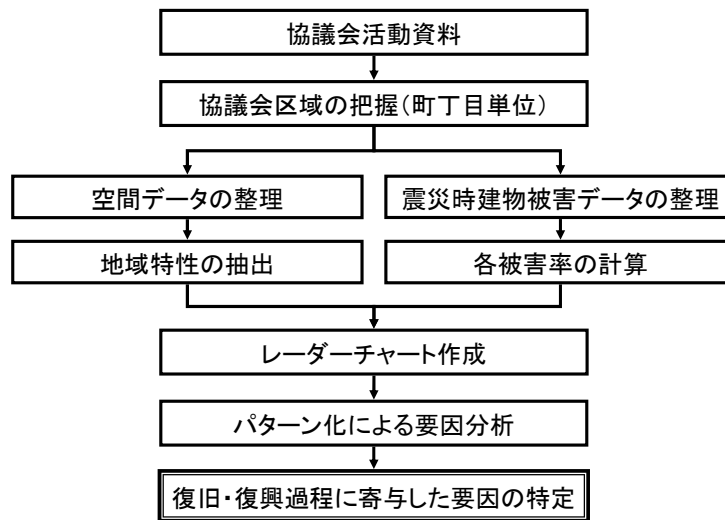 協議会活動資料
協議会区域の把握(町丁目単位)
空間データの整理
震災時建物被害データの整理
地域特性の抽出
各被害率の計算
レーダーチャート作成
パターン化による要因分析
復旧・復興過程に寄与した要因の特定